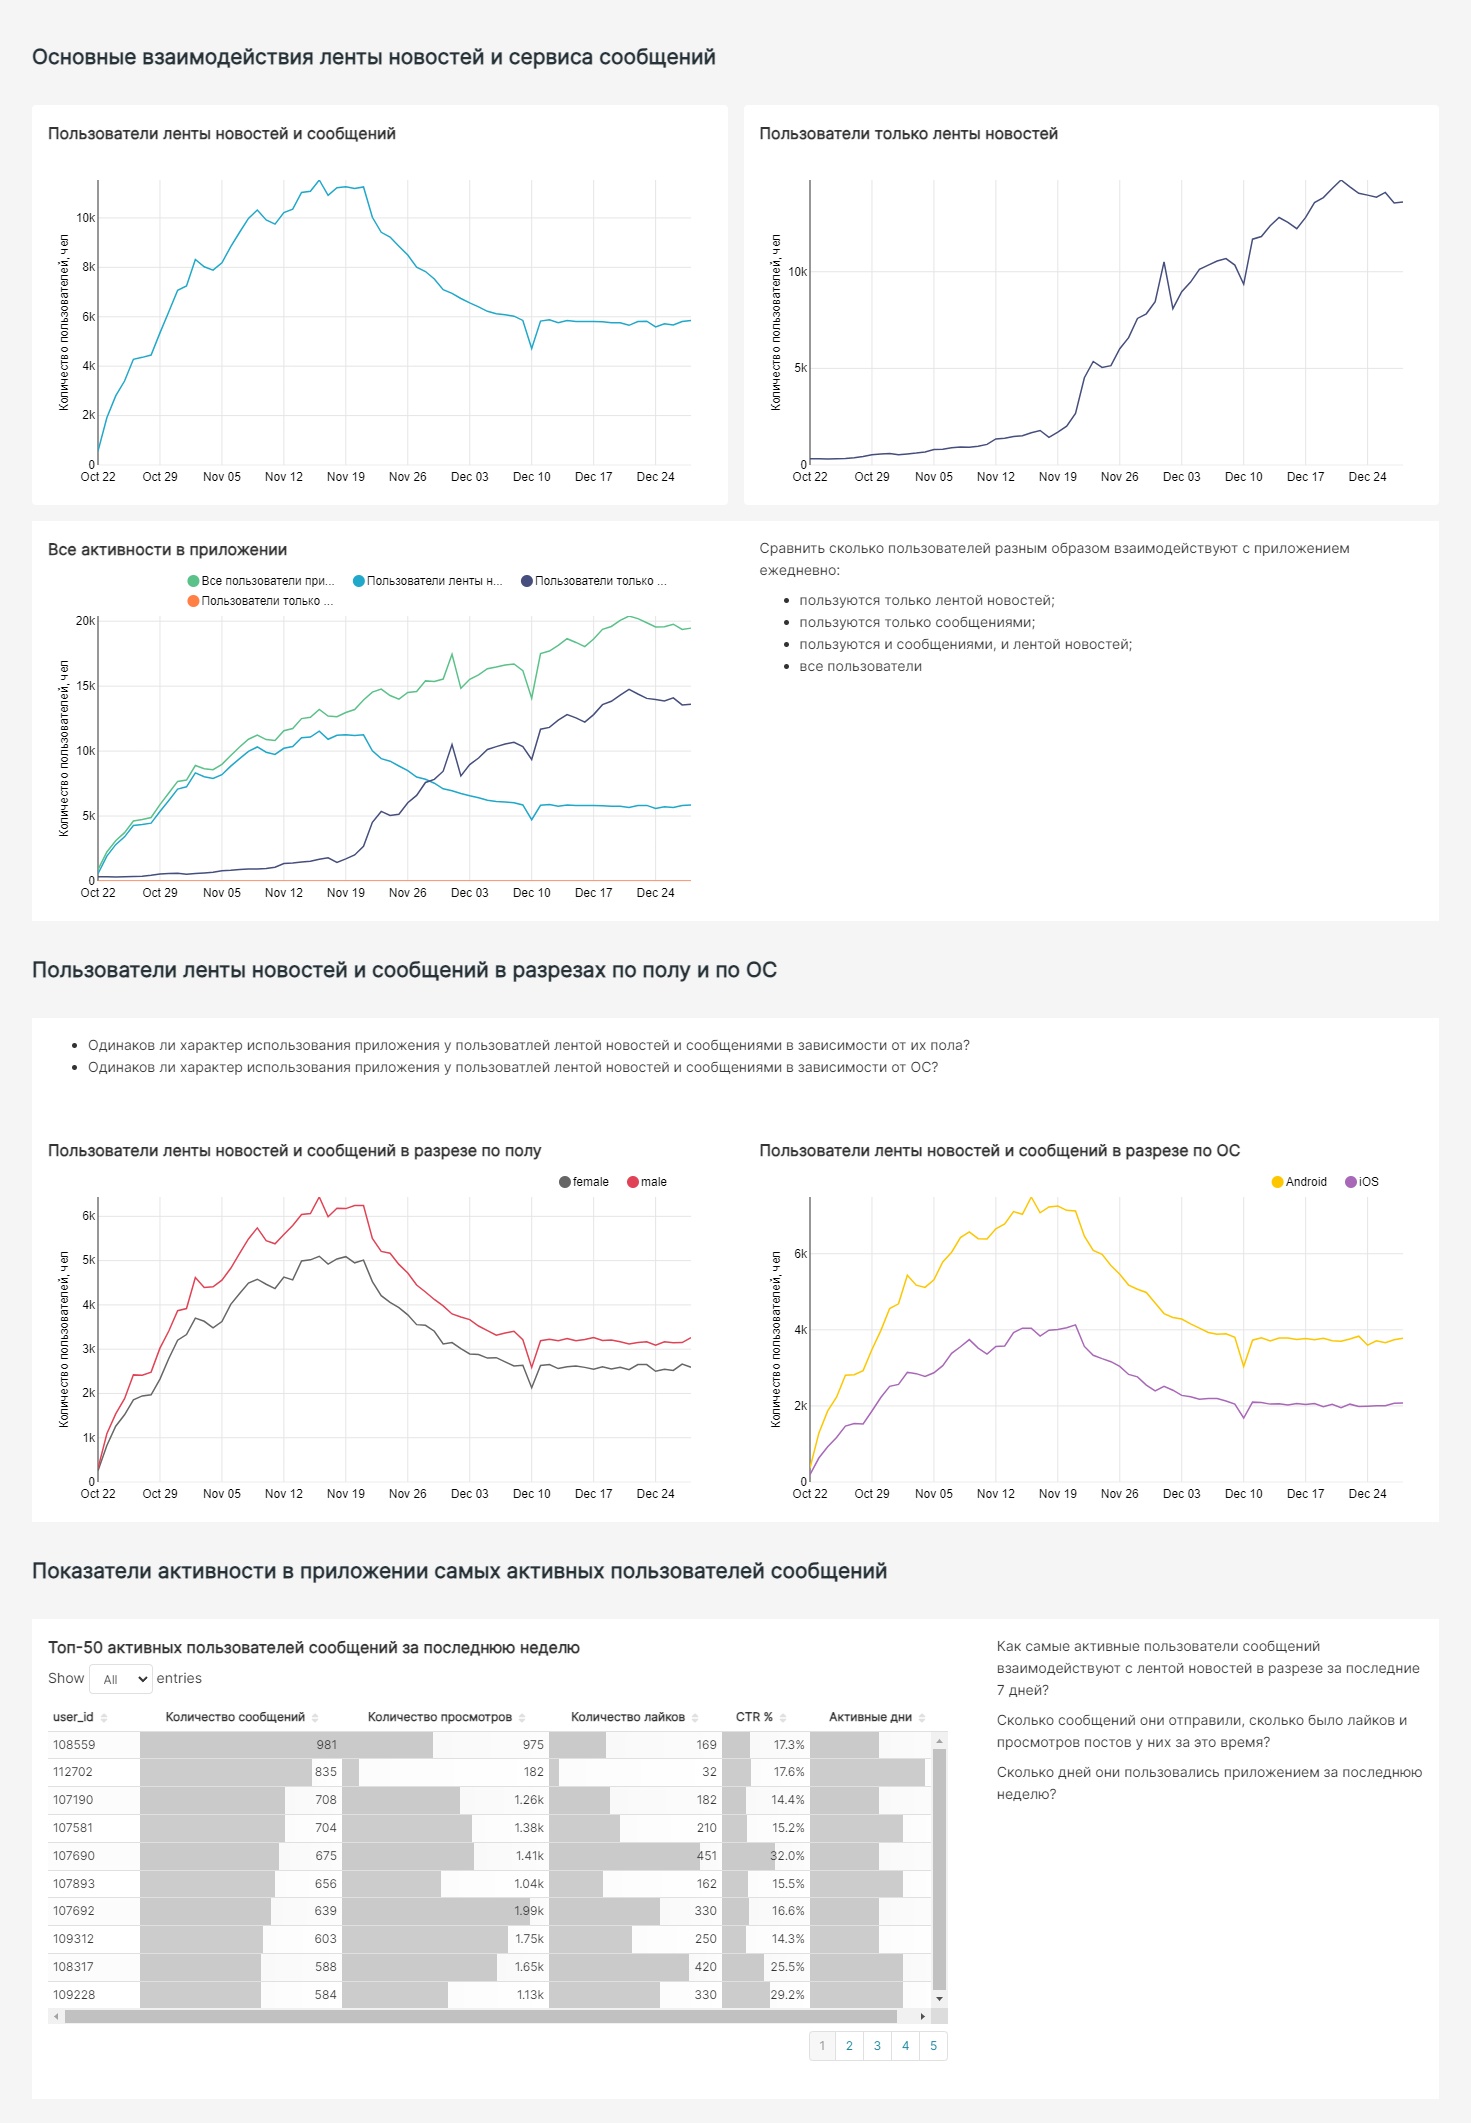 Основные взаимодействия ленты новостей и сервиса сообщений
Пользователи ленты новостей и сообщений
Количество пользователей, чел
10k
8k
6k
4k
2k
0
Oct 22 Oct 29 Nov 05 Nov 12 Nov 19 Nov 26 Dec 03 Dec 10 Dec 17 Dec 24
Пользователи только ленты новостей
Количество пользователей, чел
10k
5k
0
Oct 22 Oct 29 Nov 05 Nov 12 Nov 19 Nov 26 Dec 03 Dec 10 Dec 17 Dec 24
Все активности в приложении
Все пользователи при... Пользователи ленты н... Пользователи только ...
Пользователи только ...
Количество пользователей, чел
20k
15k
10k
5k
0
Oct 22 Oct 29 Nov 05 Nov 12 Nov 19 Nov 26 Dec 03 Dec 10 Dec 17 Dec 24
Сравнить сколько пользователей разным образом взаимодействуют с приложением
ежедневно:
• пользуются только лентой новостей;
• пользуются только сообщениями;
• пользуются и сообщениями, и лентой новостей;
• все пользователи
Пользователи ленты новостей и сообщений в разрезах по полу и по ОС
• Одинаков ли характер использования приложения у пользоватлей лентой новостей и сообщениями в зависимости от их пола?
• Одинаков ли характер использования приложения у пользоватлей лентой новостей и сообщениями в зависимости от ОС?
Пользователи ленты новостей и сообщений в разрезе по полу
female male
Количество пользователей, чел
6k
5k
4k
3k
2k
1k
0
Oct 22 Oct 29 Nov 05 Nov 12 Nov 19 Nov 26 Dec 03 Dec 10 Dec 17 Dec 24
Пользователи ленты новостей и сообщений в разрезе по ОС
Android iOS
Количество пользователей, чел
6k
4k
2k
0
Oct 22 Oct 29 Nov 05 Nov 12 Nov 19 Nov 26 Dec 03 Dec 10 Dec 17 Dec 24
Показатели активности в приложении самых активных пользователей сообщений
Топ-50 активных пользователей сообщений за последнюю неделю
Show All entries
user_id Количество сообщений Количество просмотров Количество лайков CTR % Активные дни
108559 981 975 169 17.3%
112702 835 182 32 17.6%
107190 708 1.26k 182 14.4%
107581 704 1.38k 210 15.2%
107690 675 1.41k 451 32.0%
107893 656 1.04k 162 15.5%
107692 639 1.99k 330 16.6%
109312 603 1.75k 250 14.3%
108317 588 1.65k 420 25.5%
109228 584 1.13k 330 29.2%
1 2 3 4 5
Как самые активные пользователи сообщений
взаимодействуют с лентой новостей в разрезе за последние
7 дней?
Сколько сообщений они отправили, сколько было лайков и
просмотров постов у них за это время?
Сколько дней они пользовались приложением за последнюю
неделю?